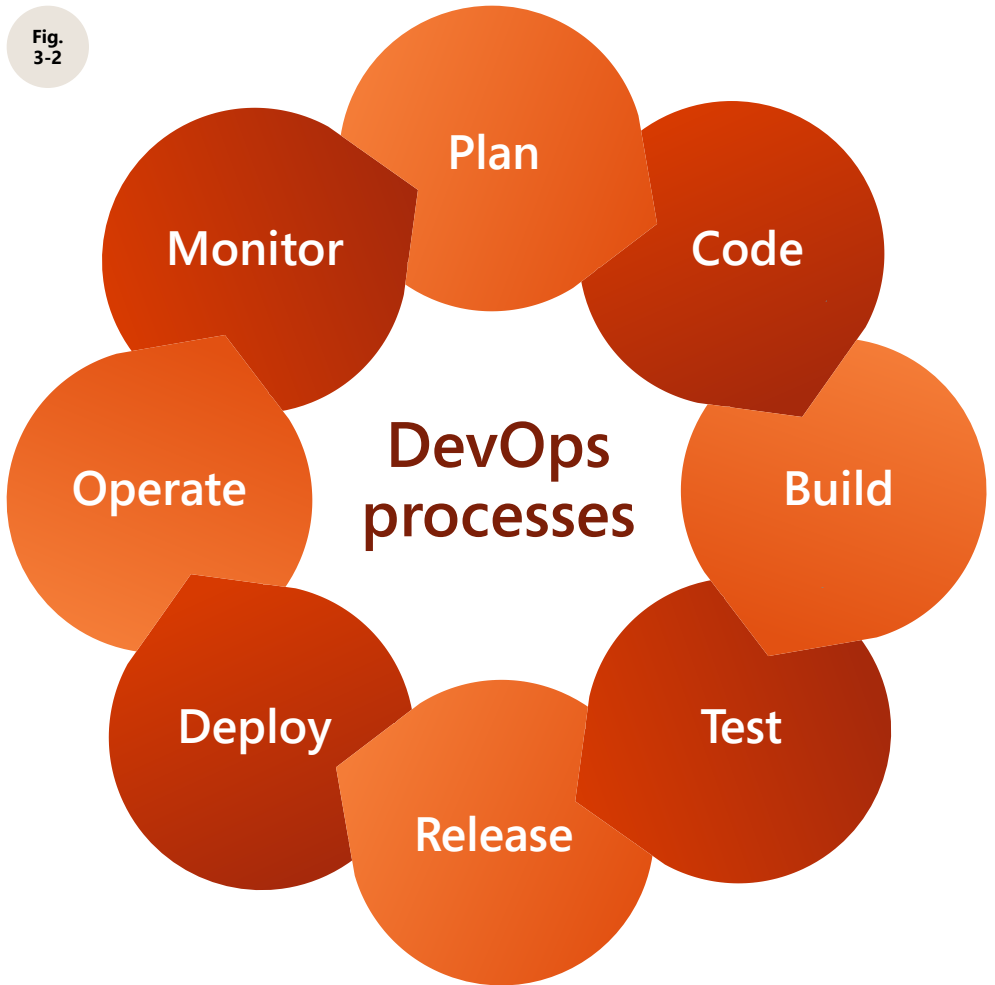 Fig.
3-2
Plan
Code
Build
Test
Release
Deploy
Operate
Monitor
DevOps
processes